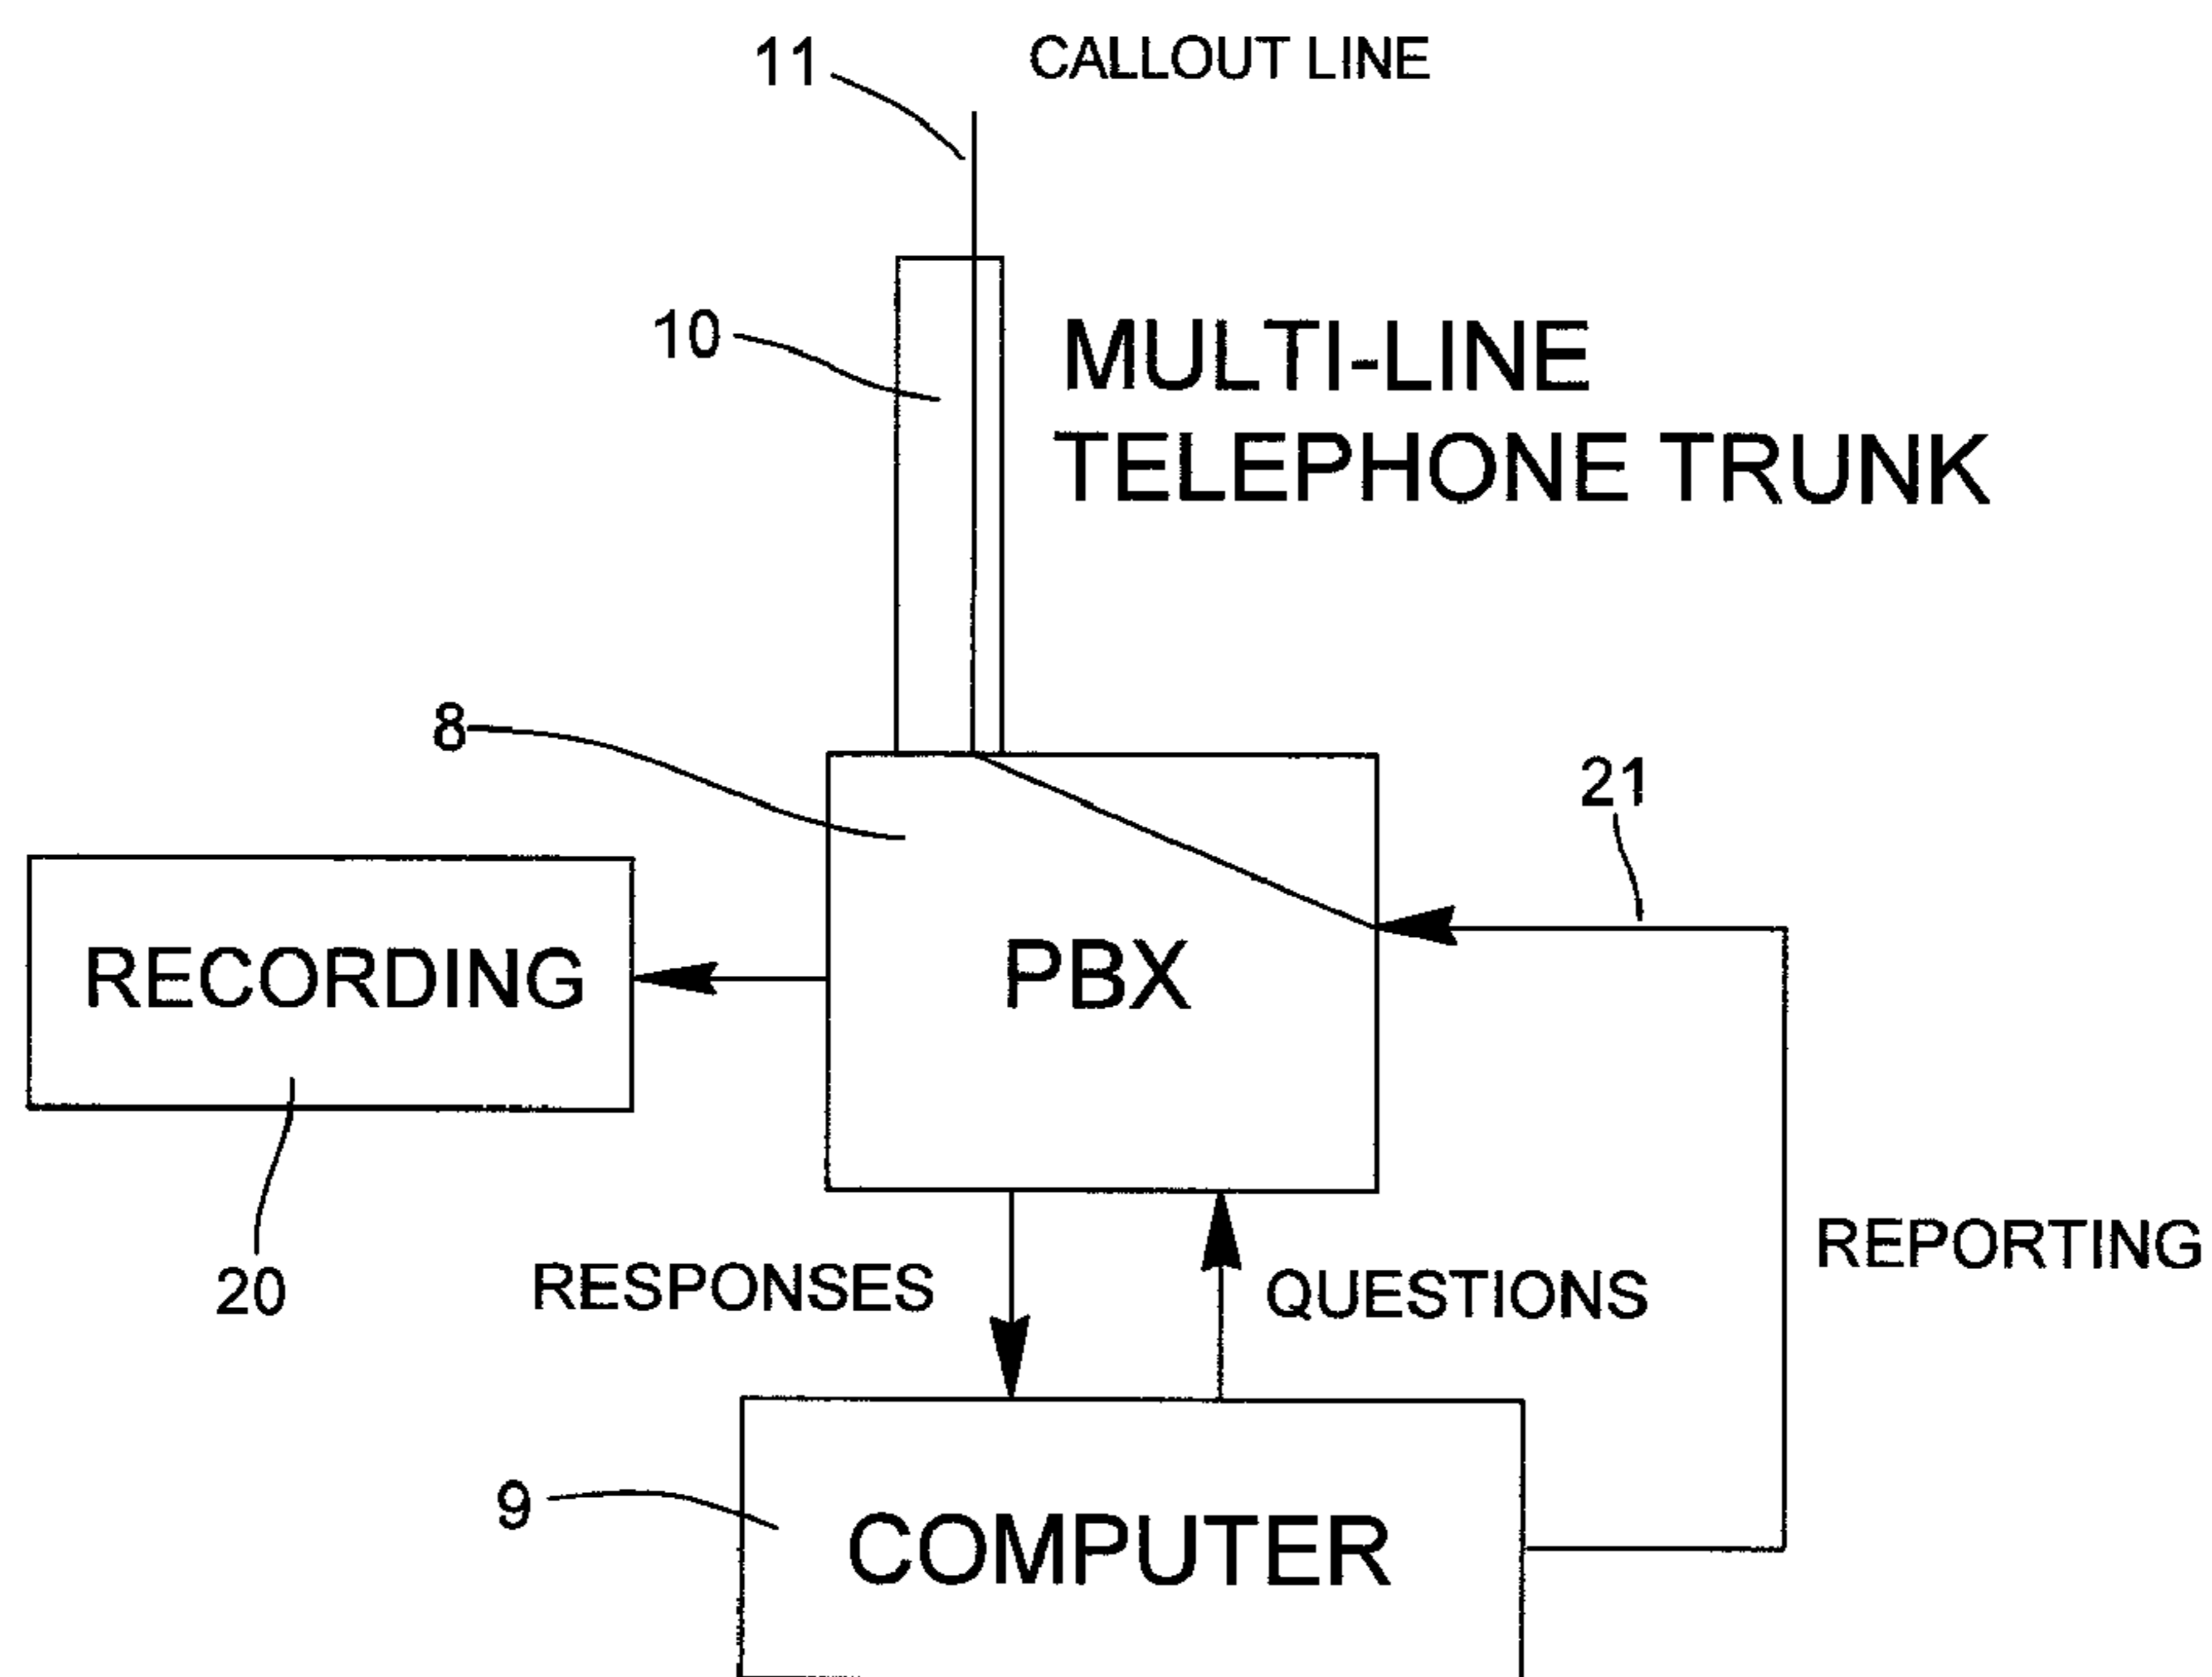 11 CALLOUT LINE
10 MULTI-LINE
TELEPHONE TRUNK
8
21
RECORDING
PBX
20
RESPONSES
QUESTIONS
REPORTING
9
COMPUTER